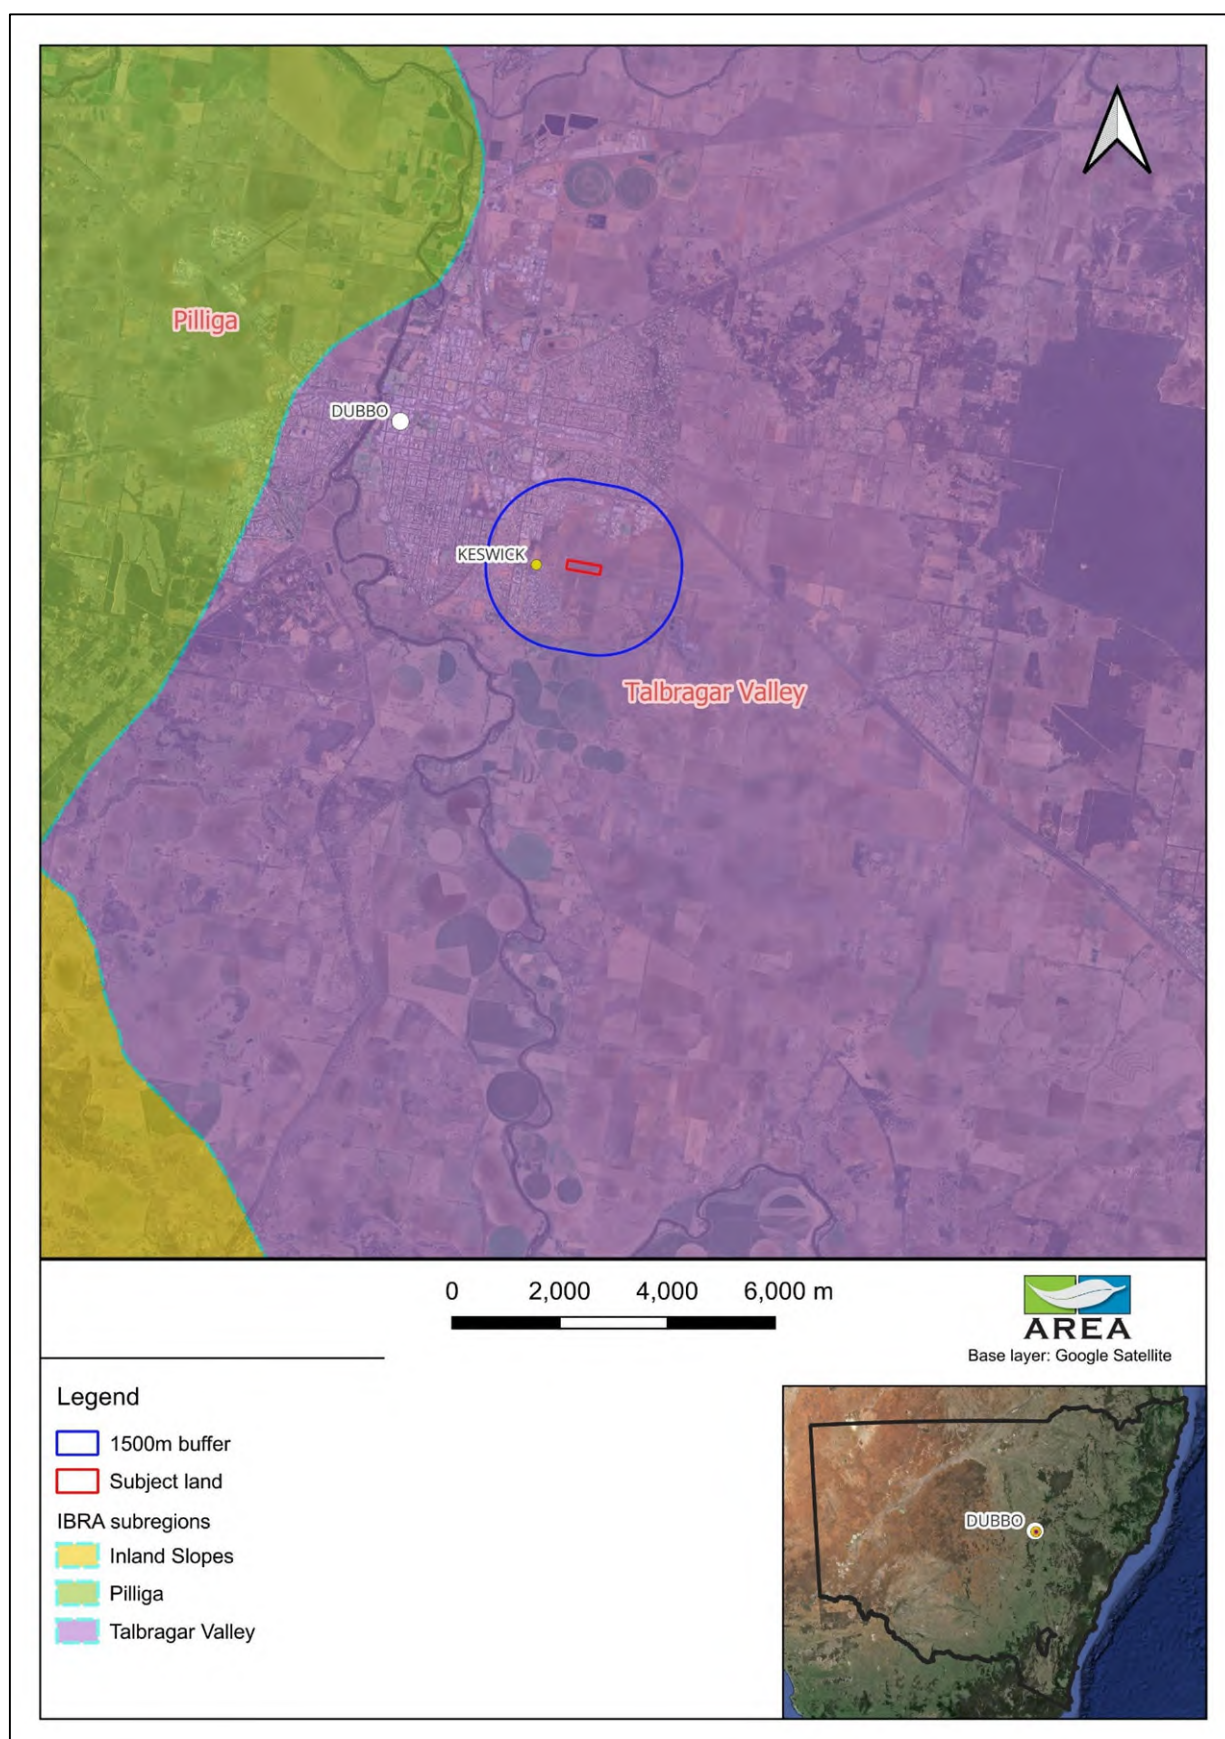 Pilliga
DUBBO
KESWICK
Talbragar Valley
0 2,000 4,000 6,000 m
AREA
Base layer: Google Satellite
Legend
1500m buffer
Subject land
IBRA subregions
Inland Slopes
Pilliga
Talbragar Valley
DUBBO